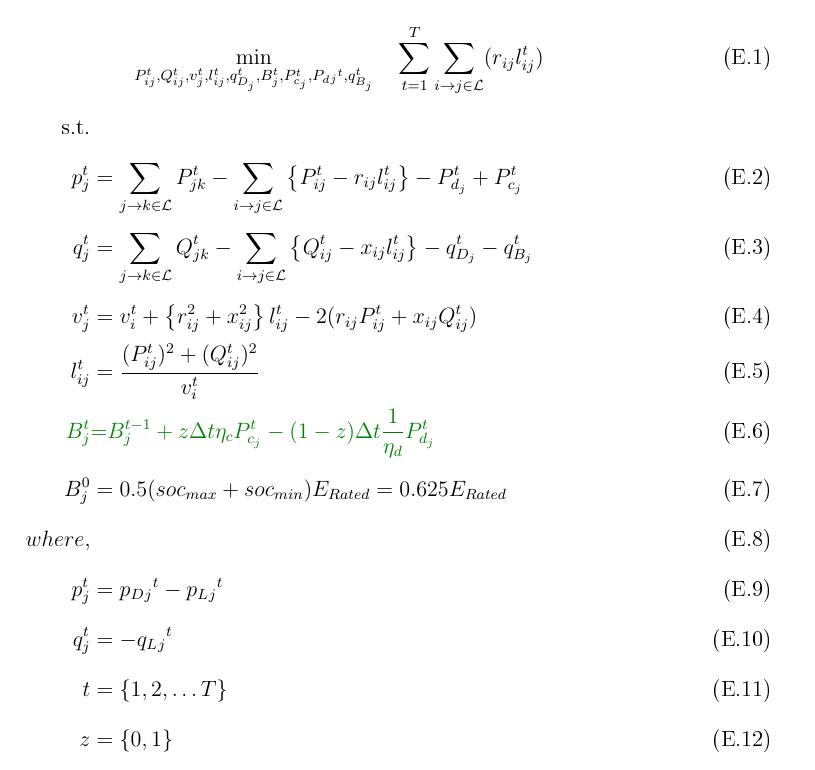 \min_{P_{ij}^t,Q_{ij}^t,v_j^t,l_{ij}^t,q_{D_j}^t,B_j^t,P_{c_j}^t,P_{dj}{}^t,q_{B_j}^t} \sum_{t=1}^{T} \sum_{i \to j \in \mathcal{L}} (r_{ij} l_{ij}^t) (E.1)
s.t.
p_j^t = \sum_{j \to k \in \mathcal{L}} P_{jk}^t - \sum_{i \to j \in \mathcal{L}} \{P_{ij}^t - r_{ij} l_{ij}^t\} - P_{d_j}^t + P_{c_j}^t (E.2)
q_j^t = \sum_{j \to k \in \mathcal{L}} Q_{jk}^t - \sum_{i \to j \in \mathcal{L}} \{Q_{ij}^t - x_{ij} l_{ij}^t\} - q_{D_j}^t - q_{B_j}^t (E.3)
v_j^t = v_i^t + \{r_{ij}^2 + x_{ij}^2\} l_{ij}^t - 2(r_{ij} P_{ij}^t + x_{ij} Q_{ij}^t) (E.4)
l_{ij}^t = \frac{(P_{ij}^t)^2 + (Q_{ij}^t)^2}{v_i^t} (E.5)
B_j^t = B_j^{t-1} + z \Delta t \eta_c P_{c_j}^t - (1 - z) \Delta t \frac{1}{\eta_d} P_{d_j}^t (E.6)
B_j^0 = 0.5(soc_{max} + soc_{min}) E_{Rated} = 0.625 E_{Rated} (E.7)
where, (E.8)
p_j^t = p_{Dj}{}^t - p_{Lj}{}^t (E.9)
q_j^t = -q_{Lj}{}^t (E.10)
t = \{1, 2, \ldots T\} (E.11)
z = \{0, 1\} (E.12)